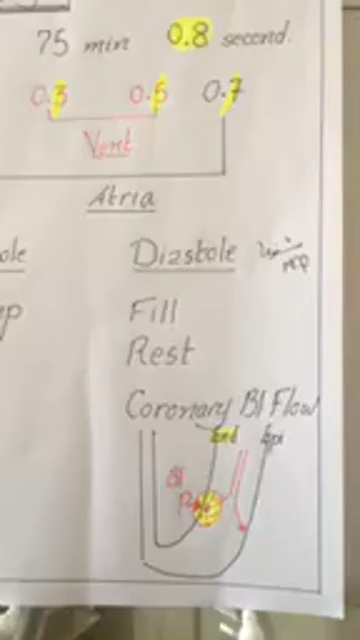 75 min 0.8 second.
0.3 0.5 0.7
Vent
Atria
ole Diastole
p Fill
Rest
Coronary Bl Flow
end Epi
Bl